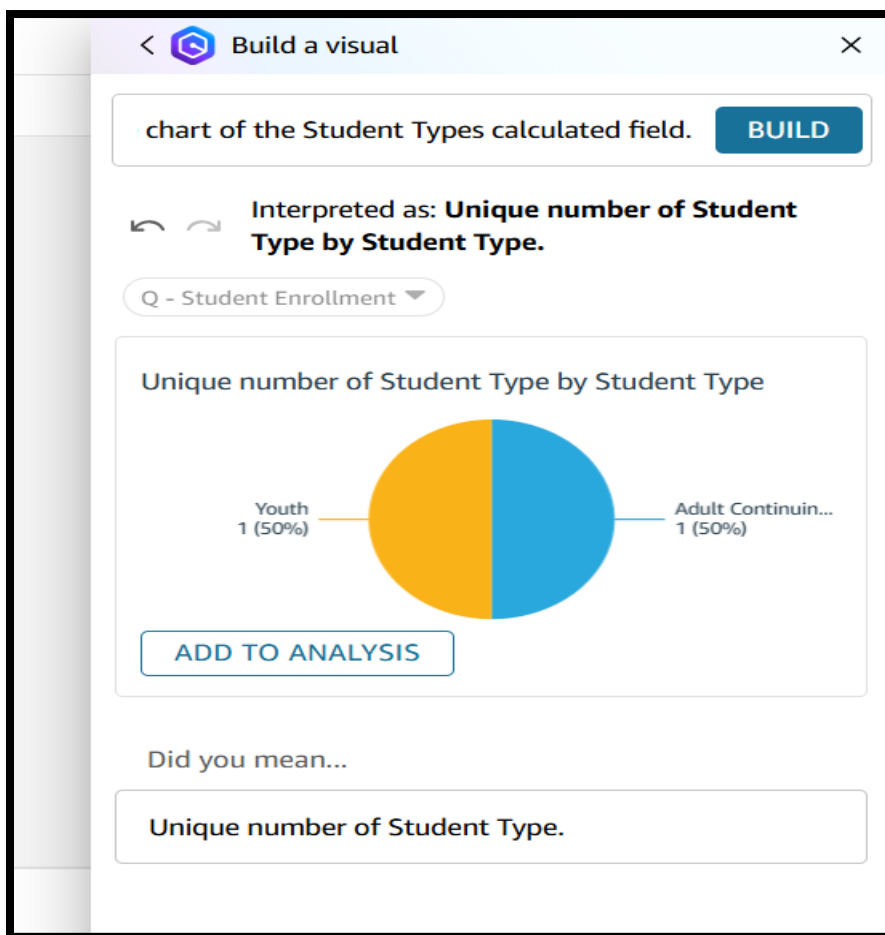 Build a visual
chart of the Student Types calculated field.
BUILD
Interpreted as: Unique number of Student
Type by Student Type.
Q - Student Enrollment
Unique number of Student Type by Student Type
Youth
1 (50%)
Adult Continuin...
1 (50%)
ADD TO ANALYSIS
Did you mean...
Unique number of Student Type.